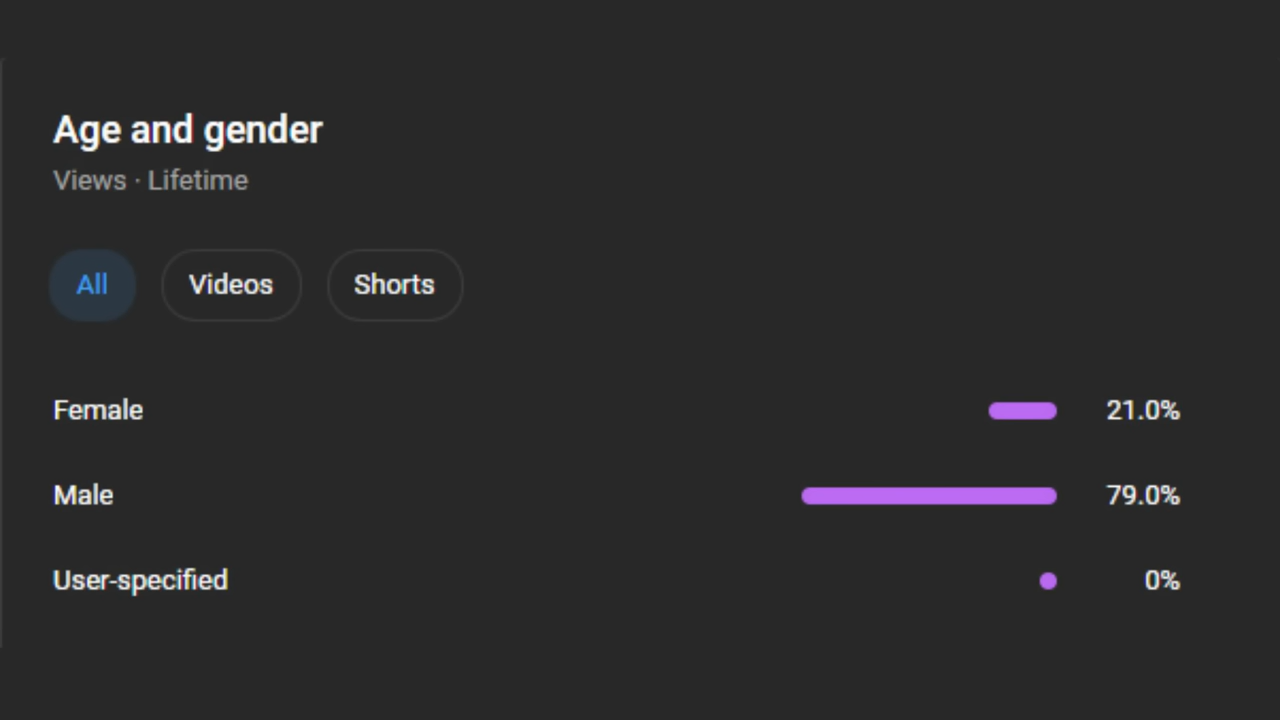 Age and gender
Views · Lifetime
All Videos Shorts
Female 21.0%
Male 79.0%
User-specified 0%